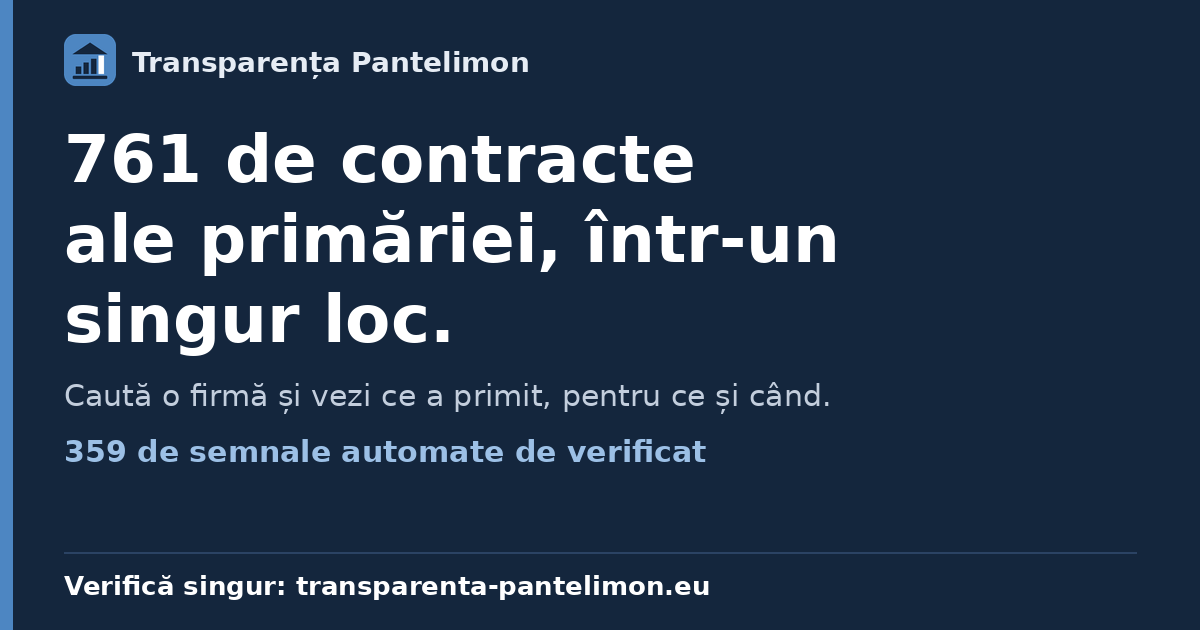 Transparența Pantelimon
761 de contracte
ale primăriei, într-un
singur loc.
Caută o firmă și vezi ce a primit, pentru ce și când.
359 de semnale automate de verificat
Verifică singur: transparenta-pantelimon.eu